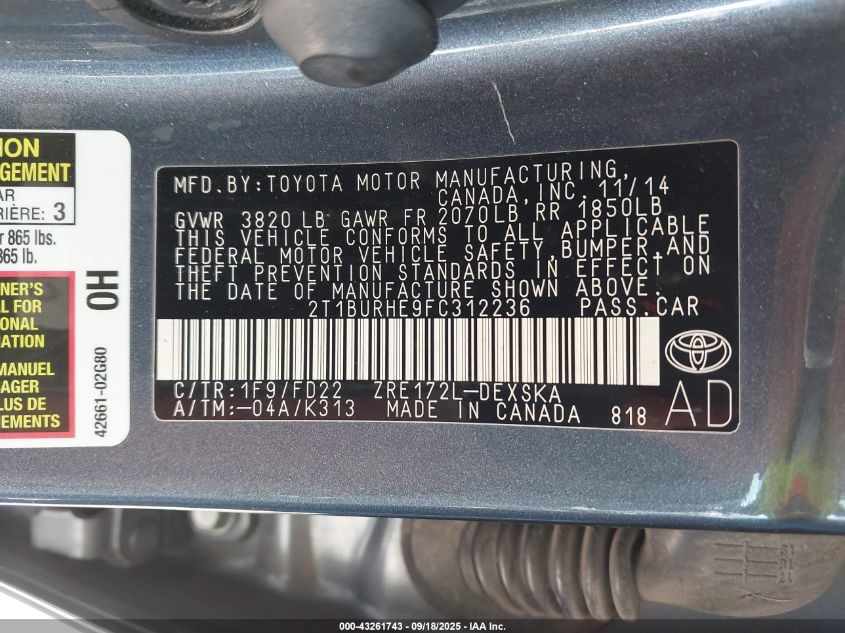 ION
GEMENT
AR
RIÈRE: 3
r 865 lbs.
865 lb.
NER'S
L FOR
ONAL
MATION
MANUEL
AGER
LUS DE
EMENTS
OH
42661-02G80
MFD.BY:TOYOTA MOTOR MANUFACTURING,
CANADA,INC. 11/14
GVWR 3820 LB GAWR FR 2070LB RR 1850LB
THIS VEHICLE CONFORMS TO ALL APPLICABLE
FEDERAL MOTOR VEHICLE SAFETY,BUMPER,AND
THEFT PREVENTION STANDARDS IN EFFECT ON
THE DATE OF MANUFACTURE SHOWN ABOVE.
2T1BURHE9FC312236 PASS.CAR
C/TR:1F9/FD22 ZRE172L-DEXSKA
A/TM:-04A/K313 MADE IN CANADA 818
AD
000-43261743 - 09/18/2025 - IAA Inc.